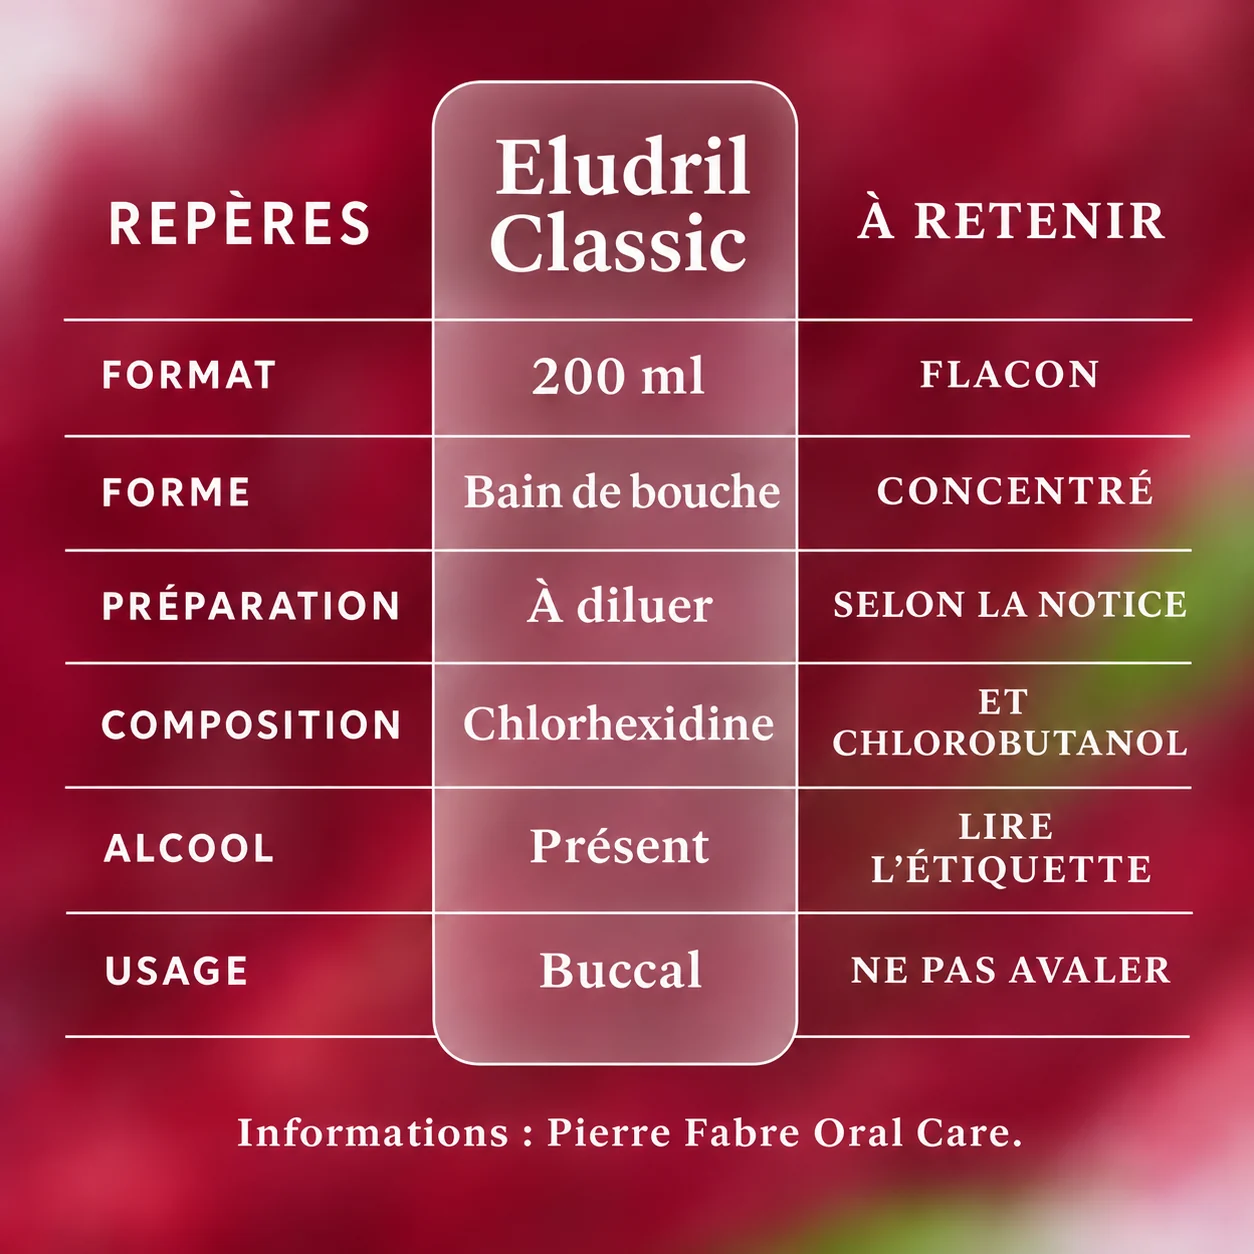 REPÈRES
Eludril
Classic
À RETENIR
FORMAT
200 ml
FLACON
FORME
Bain de bouche
CONCENTRÉ
PRÉPARATION
À diluer
SELON LA NOTICE
COMPOSITION
Chlorhexidine
ET
CHLOROBUTANOL
ALCOOL
Présent
LIRE
L’ÉTIQUETTE
USAGE
Buccal
NE PAS AVALER
Informations : Pierre Fabre Oral Care.